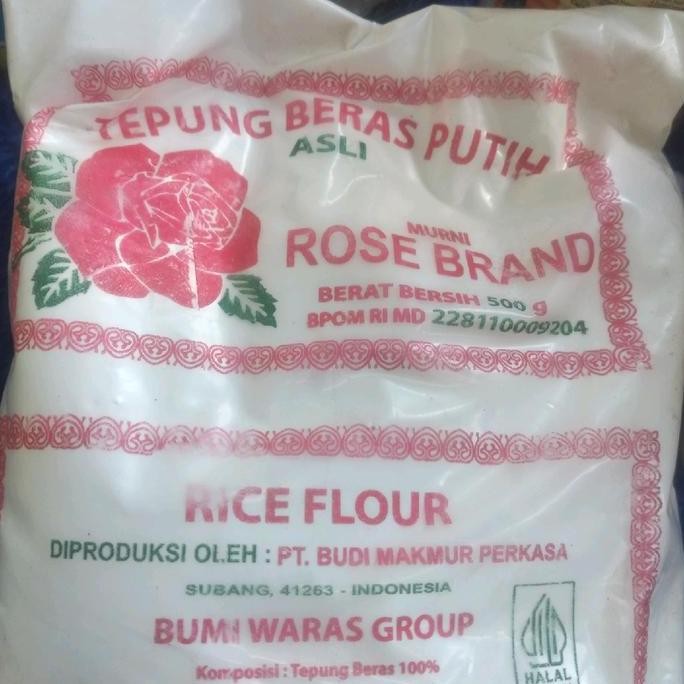 TEPUNG BERAS PUTIH
ASLI
MURNI
ROSE BRAND
BERAT BERSIH 500 g
BPOM RI MD 228110009204
RICE FLOUR
DIPRODUKSI OLEH : PT. BUDI MAKMUR PERKASA
SUBANG, 41263 - INDONESIA
BUMI WARAS GROUP
Komposisi : Tepung Beras 100%
HALAL